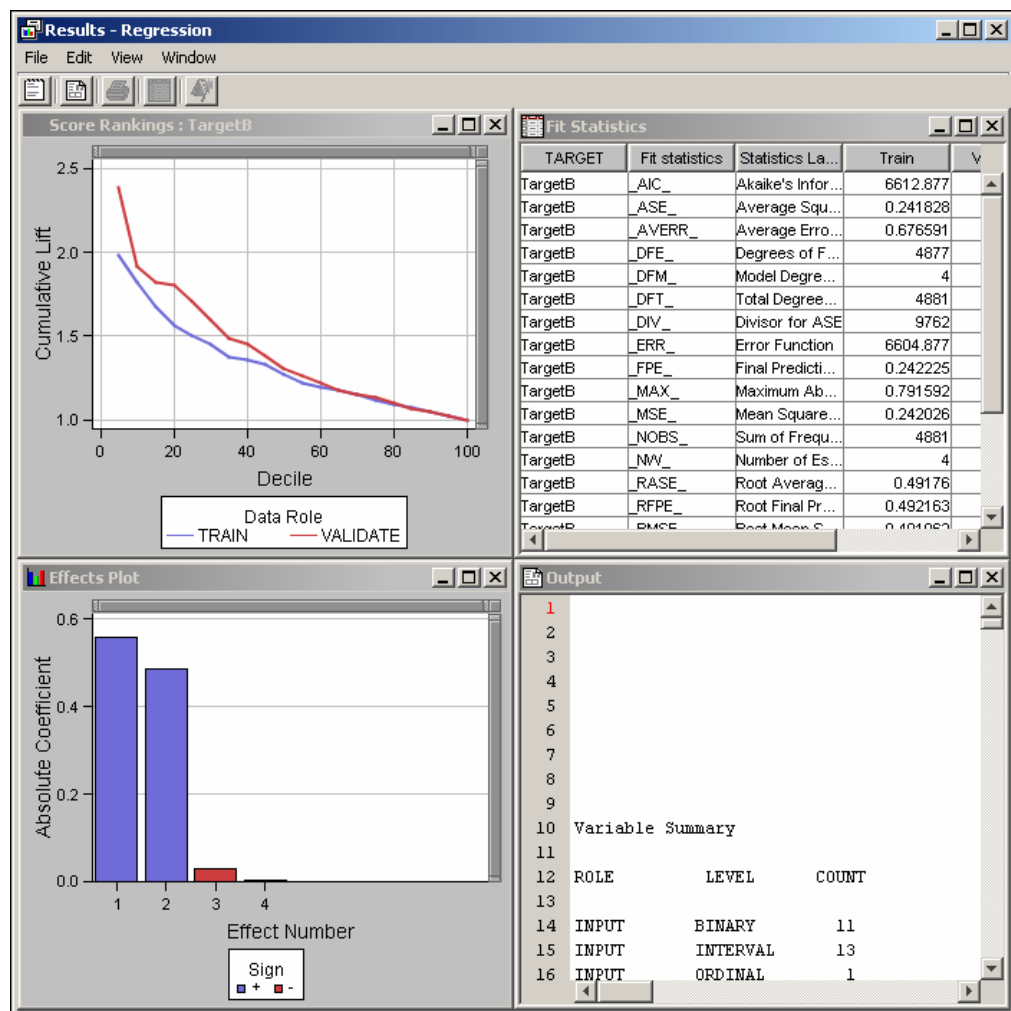 Results - Regression
File Edit View Window
Score Rankings : TargetB
2.5
2.0
1.5
1.0
Cumulative Lift
0 20 40 60 80 100
Decile
Data Role
TRAIN VALIDATE
Fit Statistics
TARGET Fit statistics Statistics La... Train V
TargetB _AIC_ Akaike's Infor... 6612.877
TargetB _ASE_ Average Squ... 0.241828
TargetB _AVERR_ Average Erro... 0.676591
TargetB _DFE_ Degrees of F... 4877
TargetB _DFM_ Model Degre... 4
TargetB _DFT_ Total Degree... 4881
TargetB _DIV_ Divisor for ASE 9762
TargetB _ERR_ Error Function 6604.877
TargetB _FPE_ Final Predicti... 0.242225
TargetB _MAX_ Maximum Ab... 0.791592
TargetB _MSE_ Mean Square... 0.242026
TargetB _NOBS_ Sum of Frequ... 4881
TargetB _NW_ Number of Es... 4
TargetB _RASE_ Root Averag... 0.49176
TargetB _RFPE_ Root Final Pr... 0.492163
TargetB _RMSE_ Root Mean S...
Effects Plot
0.6
0.4
0.2
0.0
Absolute Coefficient
1 2 3 4
Effect Number
Sign
+ -
Output
1
2
3
4
5
6
7
8
9
10 Variable Summary
11
12 ROLE LEVEL COUNT
13
14 INPUT BINARY 11
15 INPUT INTERVAL 13
16 INPUT ORDINAL 1